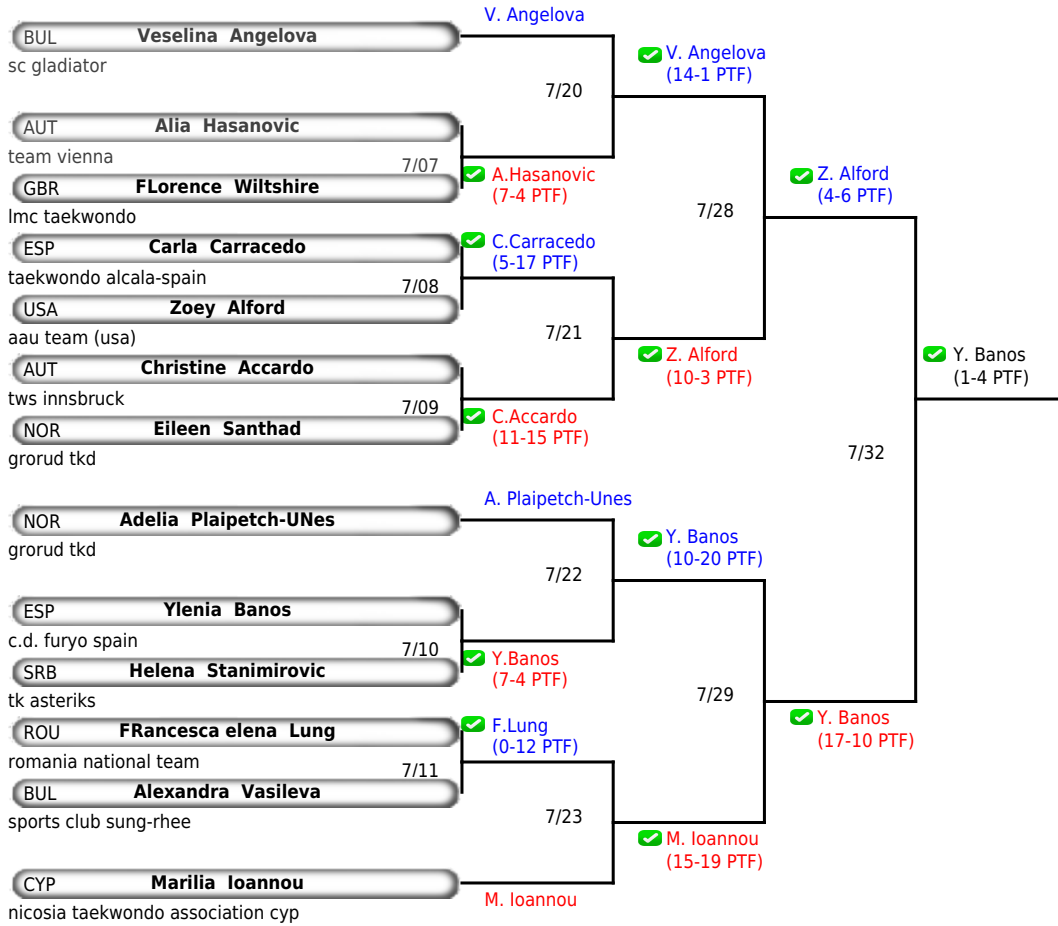 V. Angelova
BUL Veselina Angelova
sc gladiator
V. Angelova
(14-1 PTF)
7/20
AUT Alia Hasanovic
team vienna
7/07
GBR FLorence Wiltshire
lmc taekwondo
A.Hasanovic
(7-4 PTF)
Z. Alford
(4-6 PTF)
7/28
ESP Carla Carracedo
taekwondo alcala-spain
C.Carracedo
(5-17 PTF)
7/08
USA Zoey Alford
aau team (usa)
7/21
Z. Alford
(10-3 PTF)
AUT Christine Accardo
tws innsbruck
7/09
NOR Eileen Santhad
grorud tkd
C.Accardo
(11-15 PTF)
Y. Banos
(1-4 PTF)
7/32
A. Plaipetch-Unes
NOR Adelia Plaipetch-UNes
grorud tkd
Y. Banos
(10-20 PTF)
7/22
ESP Ylenia Banos
c.d. furyo spain
7/10
SRB Helena Stanimirovic
tk asteriks
Y.Banos
(7-4 PTF)
7/29
Y. Banos
(17-10 PTF)
ROU FRancesca elena Lung
romania national team
F.Lung
(0-12 PTF)
7/11
BUL Alexandra Vasileva
sports club sung-rhee
7/23
M. Ioannou
(15-19 PTF)
CYP Marilia Ioannou
nicosia taekwondo association cyp
M. Ioannou